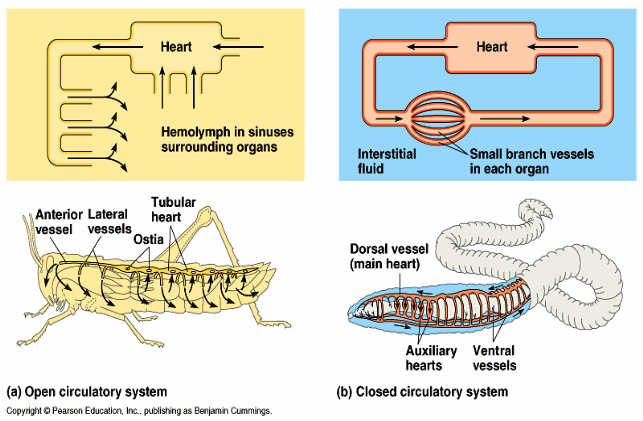 Heart
Hemolymph in sinuses
surrounding organs
Heart
Interstitial
fluid
Small branch vessels
in each organ
Anterior
vessel
Lateral
vessels
Ostia
Tubular
heart
Dorsal vessel
(main heart)
Auxiliary
hearts
Ventral
vessels
(a) Open circulatory system
(b) Closed circulatory system
Copyright © Pearson Education, Inc., publishing as Benjamin Cummings.